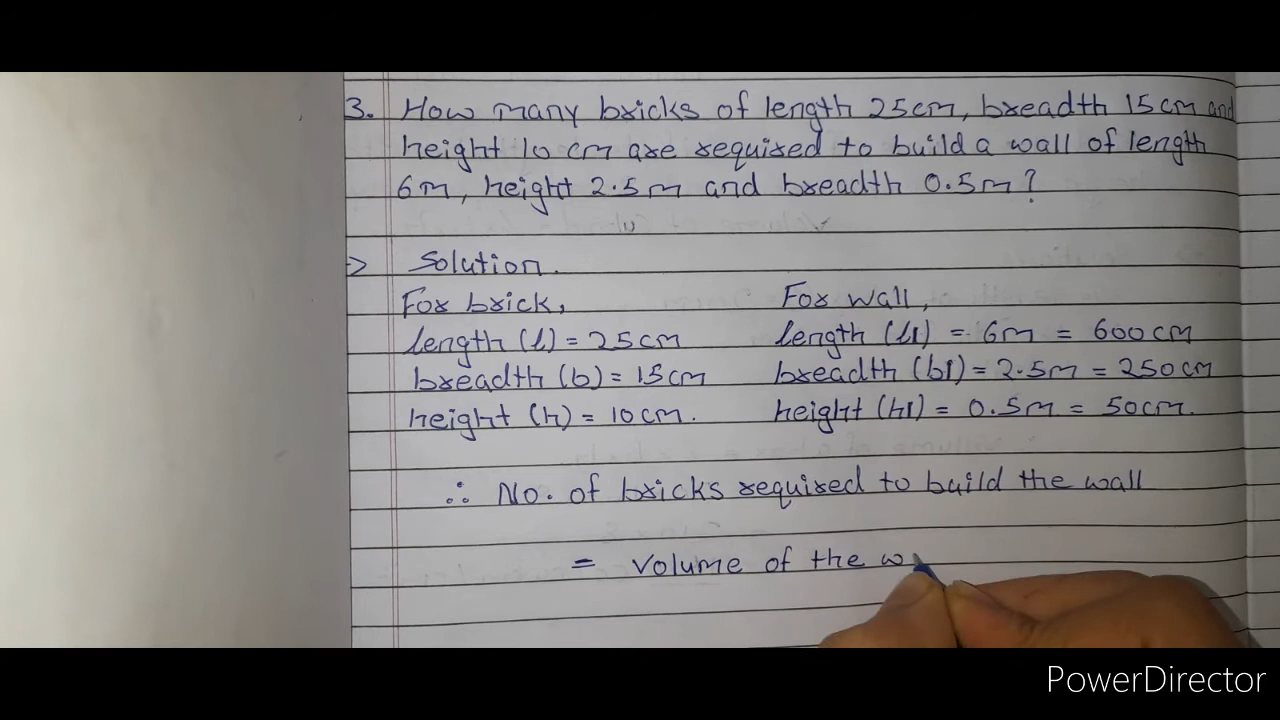 3. How many bricks of length 25cm, breadth 15cm and
height 10 cm are required to build a wall of length
6m, height 2.5m and breadth 0.5m?
=> Solution.
For brick,
length (l) = 25cm
breadth (b) = 15cm
height (h) = 10cm.
For wall,
length (l1) = 6m = 600cm
breadth (b1) = 2.5m = 250cm
height (h1) = 0.5m = 50cm.
∴ No. of bricks required to build the wall
= Volume of the w
PowerDirector